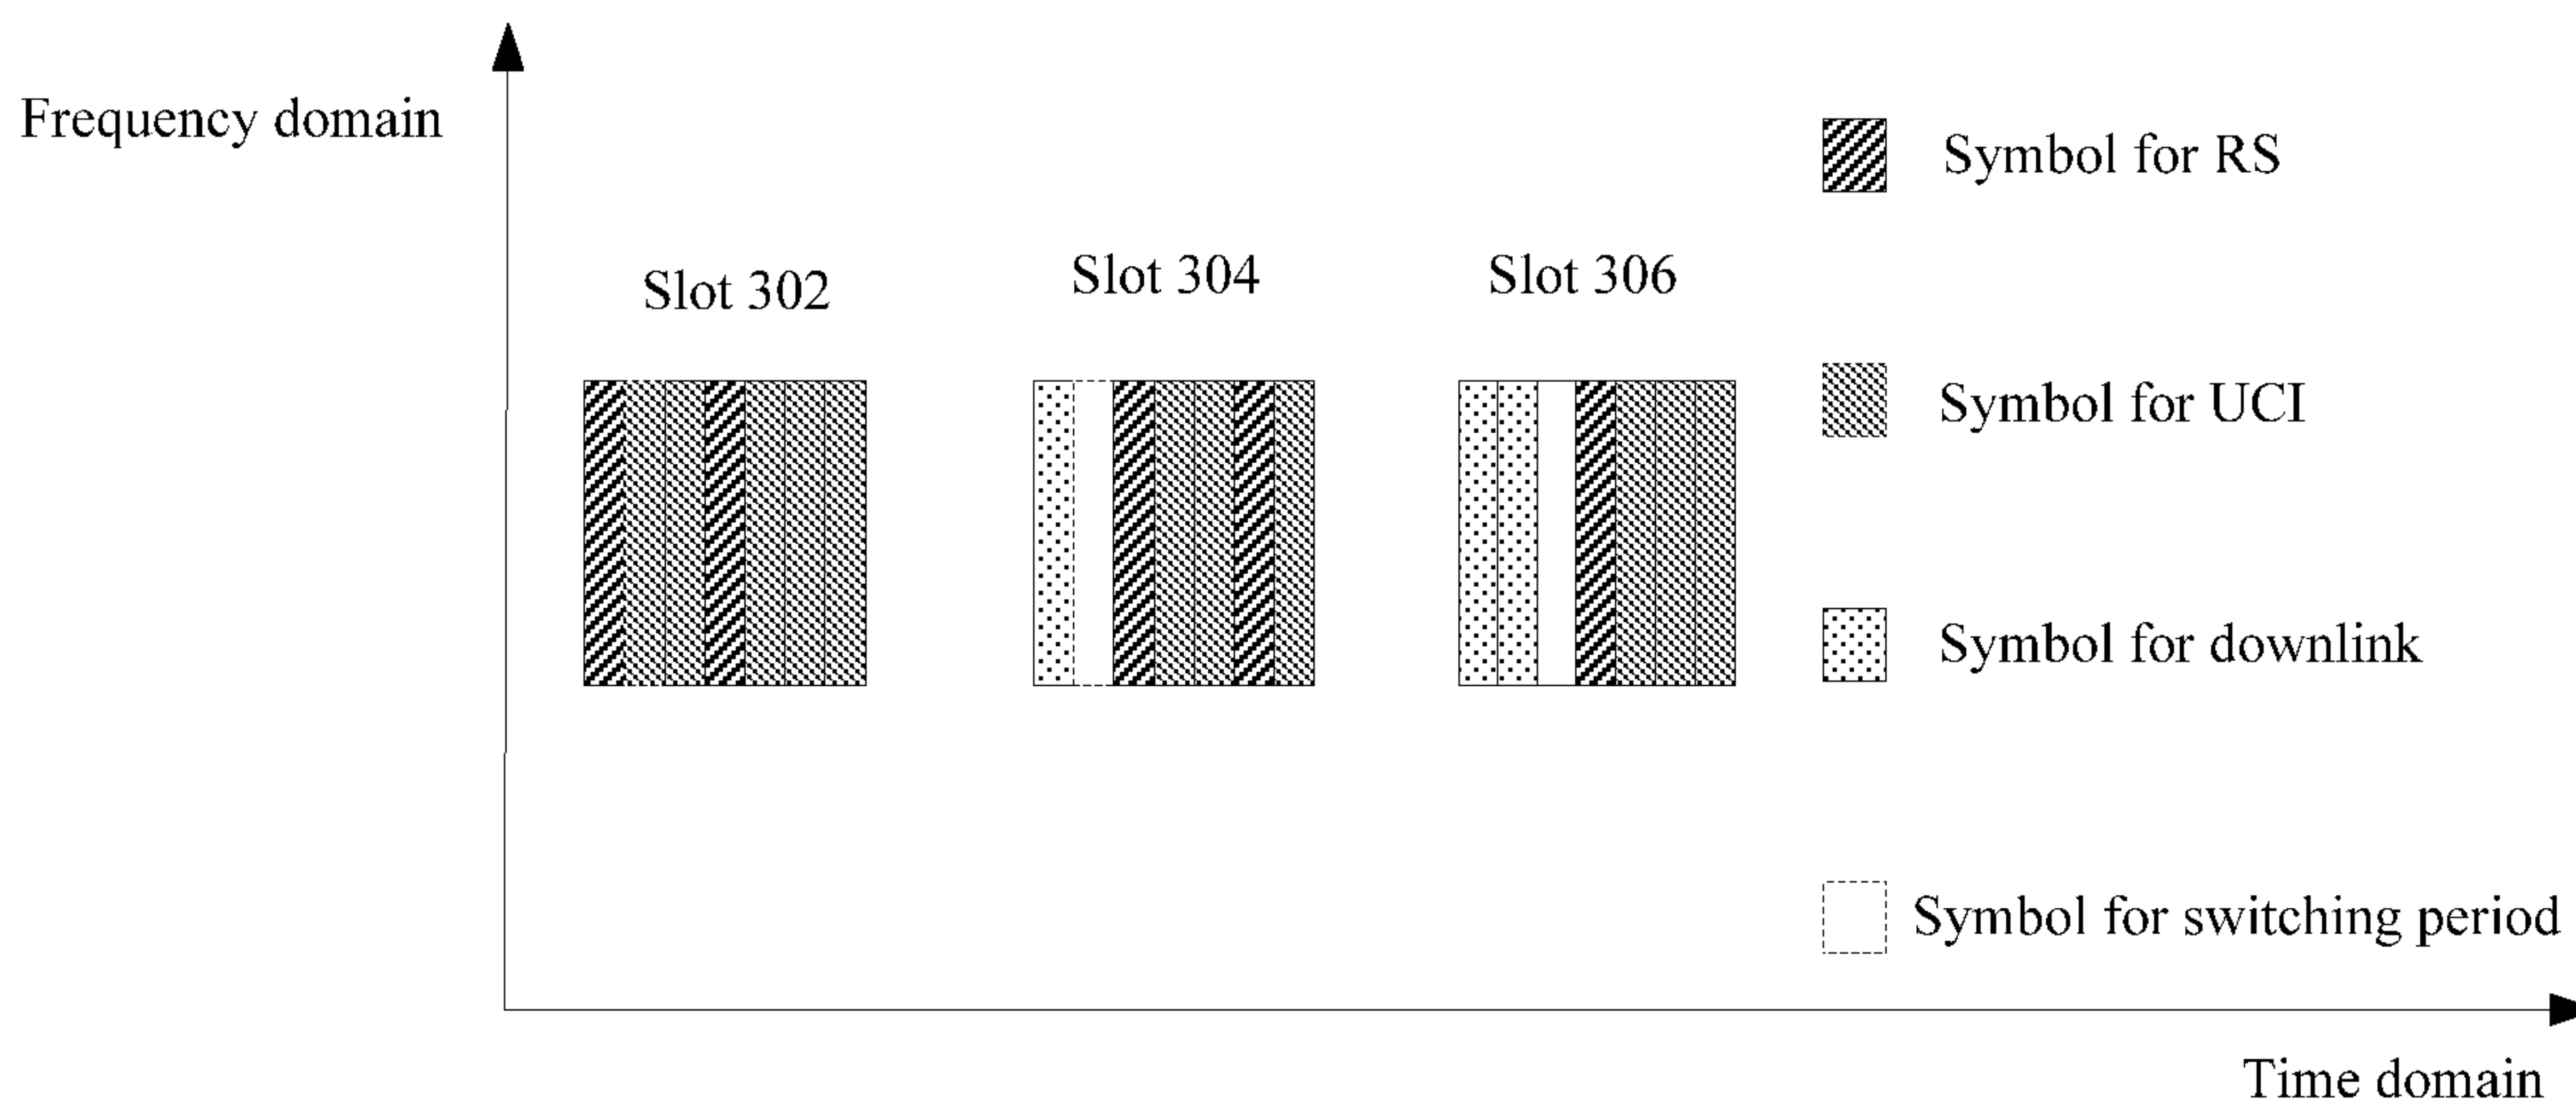 Frequency domain
Slot 302
Slot 304
Slot 306
Symbol for RS
Symbol for UCI
Symbol for downlink
Symbol for switching period
Time domain